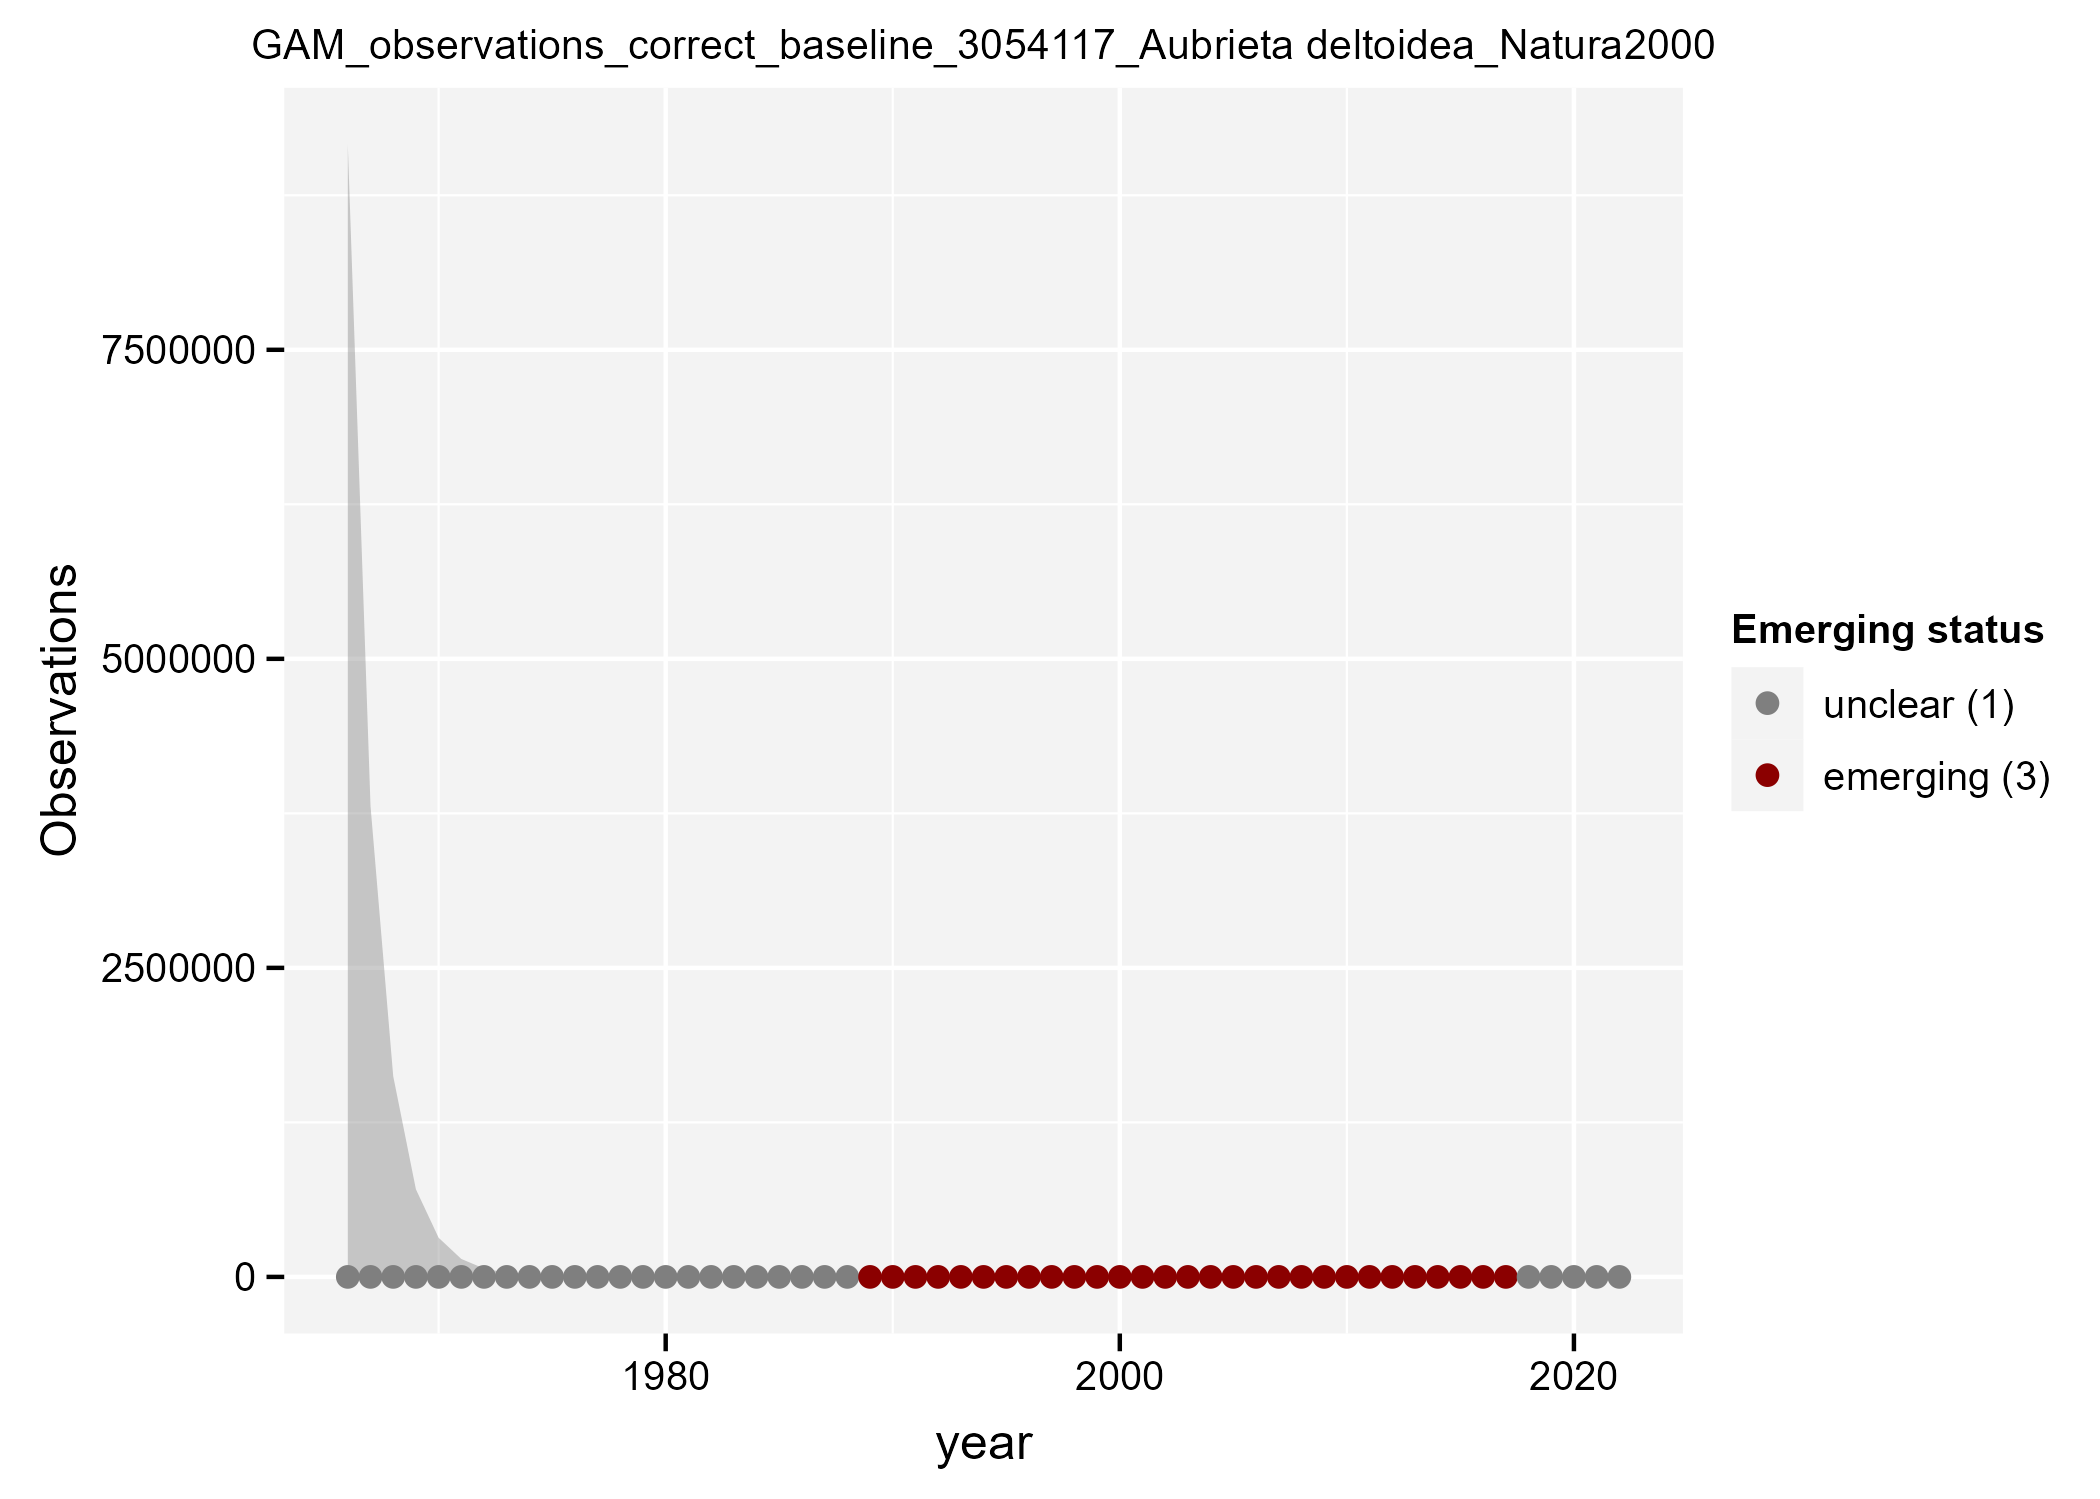 GAM_observations_correct_baseline_3054117_Aubrieta deltoidea_Natura2000
Observations
7500000
5000000
2500000
0
1980
2000
2020
year
Emerging status
unclear (1)
emerging (3)